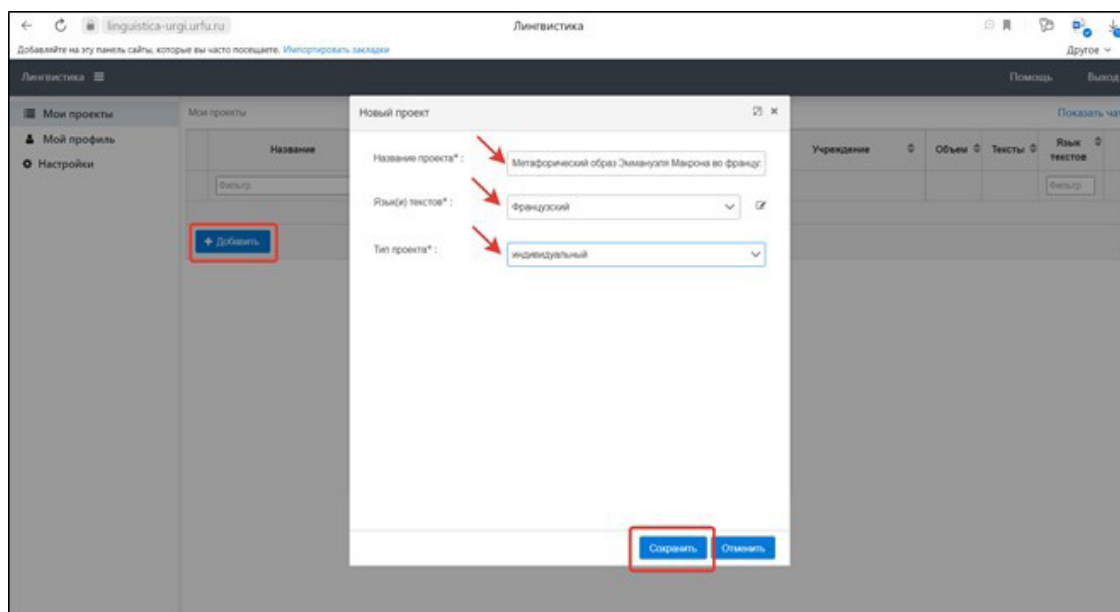 linguistica-urgi.urfu.ru
Лингвистика
Добавляйте на эту панель сайты, которые вы часто посещаете. Импортировать закладки
Другое
Лингвистика
Помощь
Выход
Мои проекты
Мой профиль
Настройки
Мои проекты
Показать чат
Название
Учреждение
Объем
Тексты
Язык текстов
Фильтр
Фильтр
+ Добавить
Новый проект
Название проекта* :
Метафорический образ Эммануэля Макрона во францу
Язык(и) текстов* :
Французский
Тип проекта* :
индивидуальный
Сохранить
Отменить